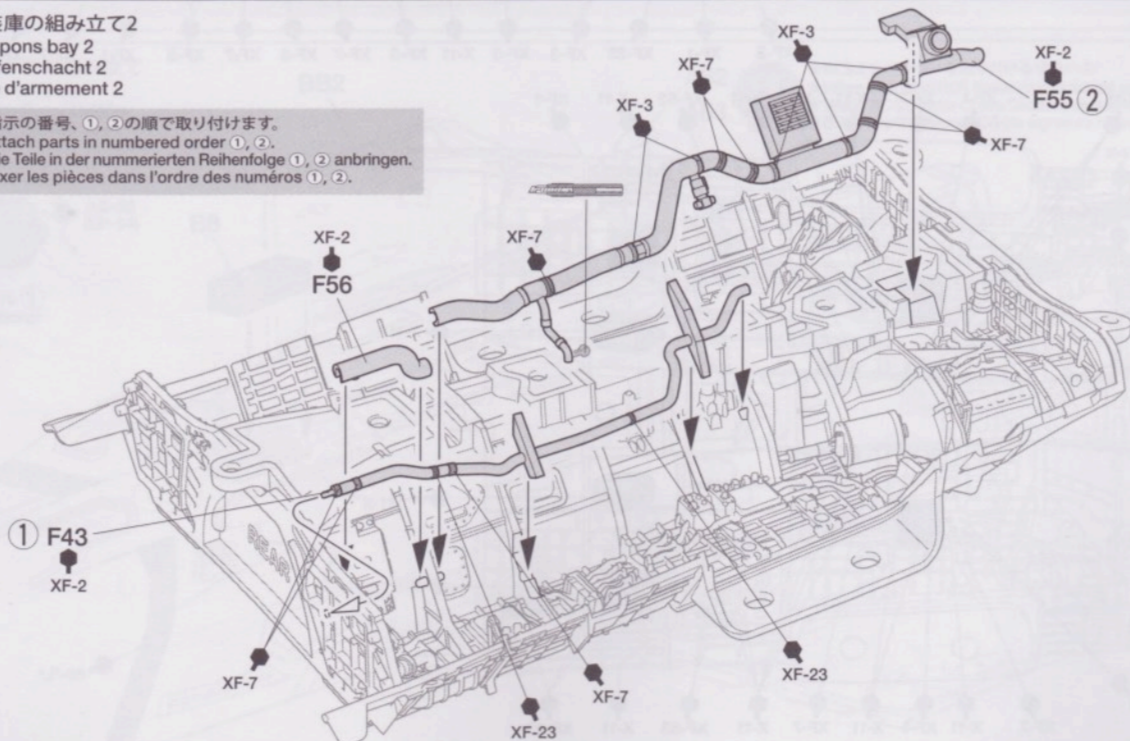 庫の組み立て2
pons bay 2
fenschacht 2
d'armement 2
示の番号、①, ②の順で取り付けます。
ttach parts in numbered order ①, ②.
ie Teile in der nummerierten Reihenfolge ①, ② anbringen.
xer les pièces dans l'ordre des numéros ①, ②.
XF-3
XF-7
XF-3
XF-2
F55 ②
XF-7
XF-7
XF-2
F56
① F43
XF-2
REAR
XF-7
XF-23
XF-7
XF-23